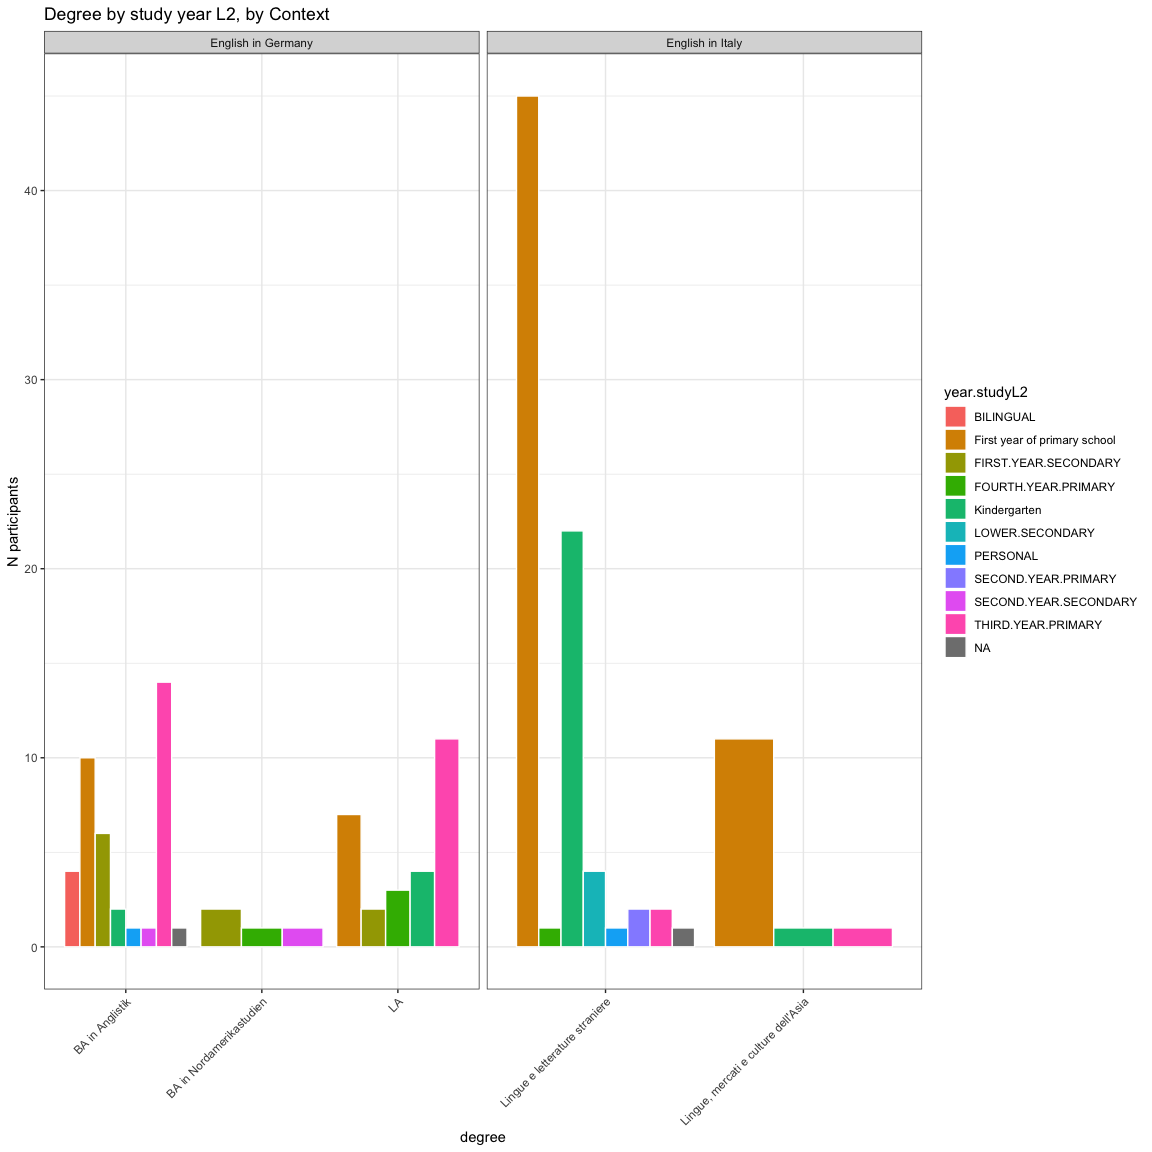 Degree by study year L2, by Context
English in Germany
English in Italy
N participants
40
30
20
10
0
BA in Anglistik
BA in Nordamerikastudien
LA
Lingue e letterature straniere
Lingue, mercati e culture dell'Asia
degree
year.studyL2
BILINGUAL
First year of primary school
FIRST.YEAR.SECONDARY
FOURTH.YEAR.PRIMARY
Kindergarten
LOWER.SECONDARY
PERSONAL
SECOND.YEAR.PRIMARY
SECOND.YEAR.SECONDARY
THIRD.YEAR.PRIMARY
NA